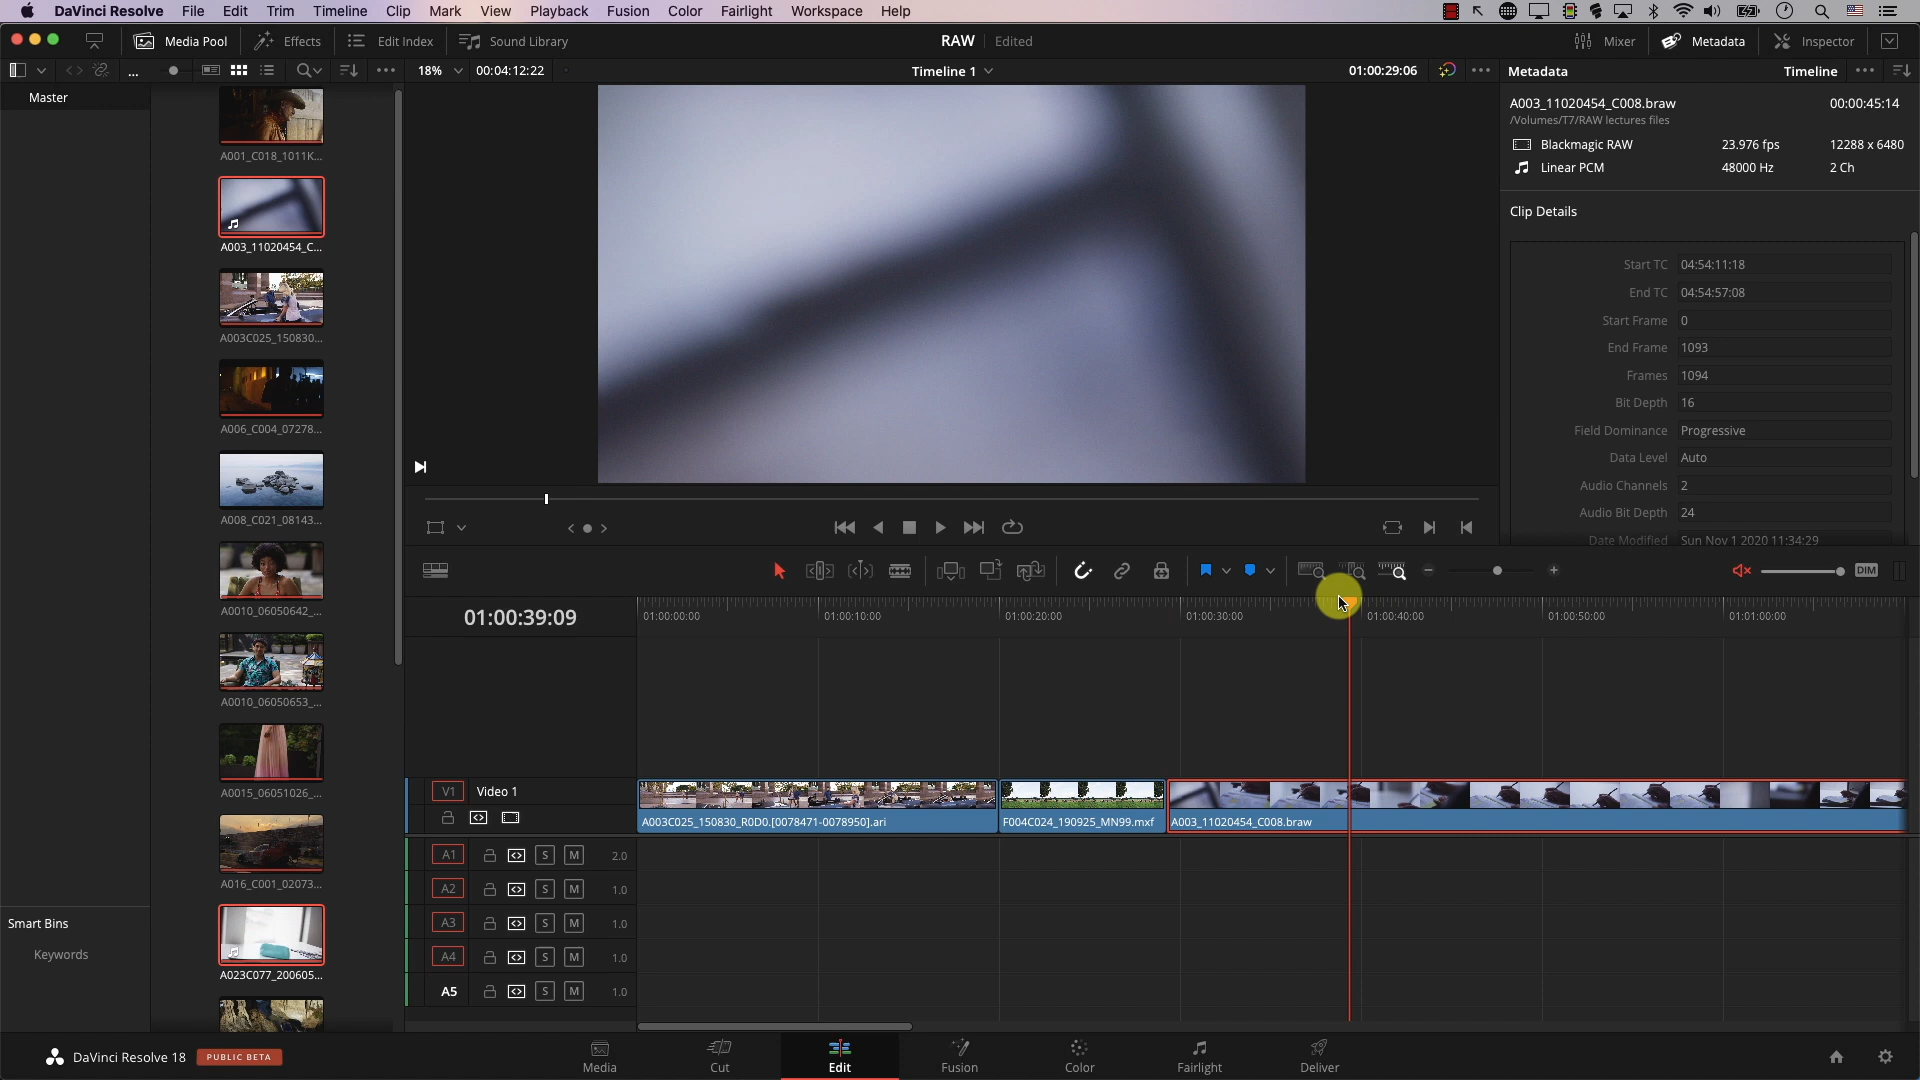 DaVinci Resolve File Edit Trim Timeline Clip Mark View Playback Fusion Color Fairlight Workspace Help
Media Pool Effects Edit Index Sound Library RAW Edited Mixer Metadata Inspector
18% 00:04:12:22 Timeline 1 01:00:29:06 Metadata Timeline
Master
A001_C018_1011K...
A003_11020454_C...
A003C025_150830...
A006_C004_07278...
A008_C021_08143...
A0010_06050642_...
A0010_06050653_...
A0015_06051026_...
A016_C001_02073...
A023C077_200605...
Smart Bins
Keywords
A003_11020454_C008.braw 00:00:45:14
/Volumes/T7/RAW lectures files
Blackmagic RAW 23.976 fps 12288 x 6480
Linear PCM 48000 Hz 2 Ch
Clip Details
Start TC 04:54:11:18
End TC 04:54:57:08
Start Frame 0
End Frame 1093
Frames 1094
Bit Depth 16
Field Dominance Progressive
Data Level Auto
Audio Channels 2
Audio Bit Depth 24
Date Modified Sun Nov 1 2020 11:34:29
DIM
01:00:39:09 01:00:00:00 01:00:10:00 01:00:20:00 01:00:30:00 01:00:40:00 01:00:50:00 01:01:00:00
V1 Video 1
A003C025_150830_R0D0.[0078471-0078950].ari F004C024_190925_MN99.mxf A003_11020454_C008.braw
A1 S M 2.0
A2 S M 1.0
A3 S M 1.0
A4 S M 1.0
A5 S M 1.0
DaVinci Resolve 18 PUBLIC BETA Media Cut Edit Fusion Color Fairlight Deliver